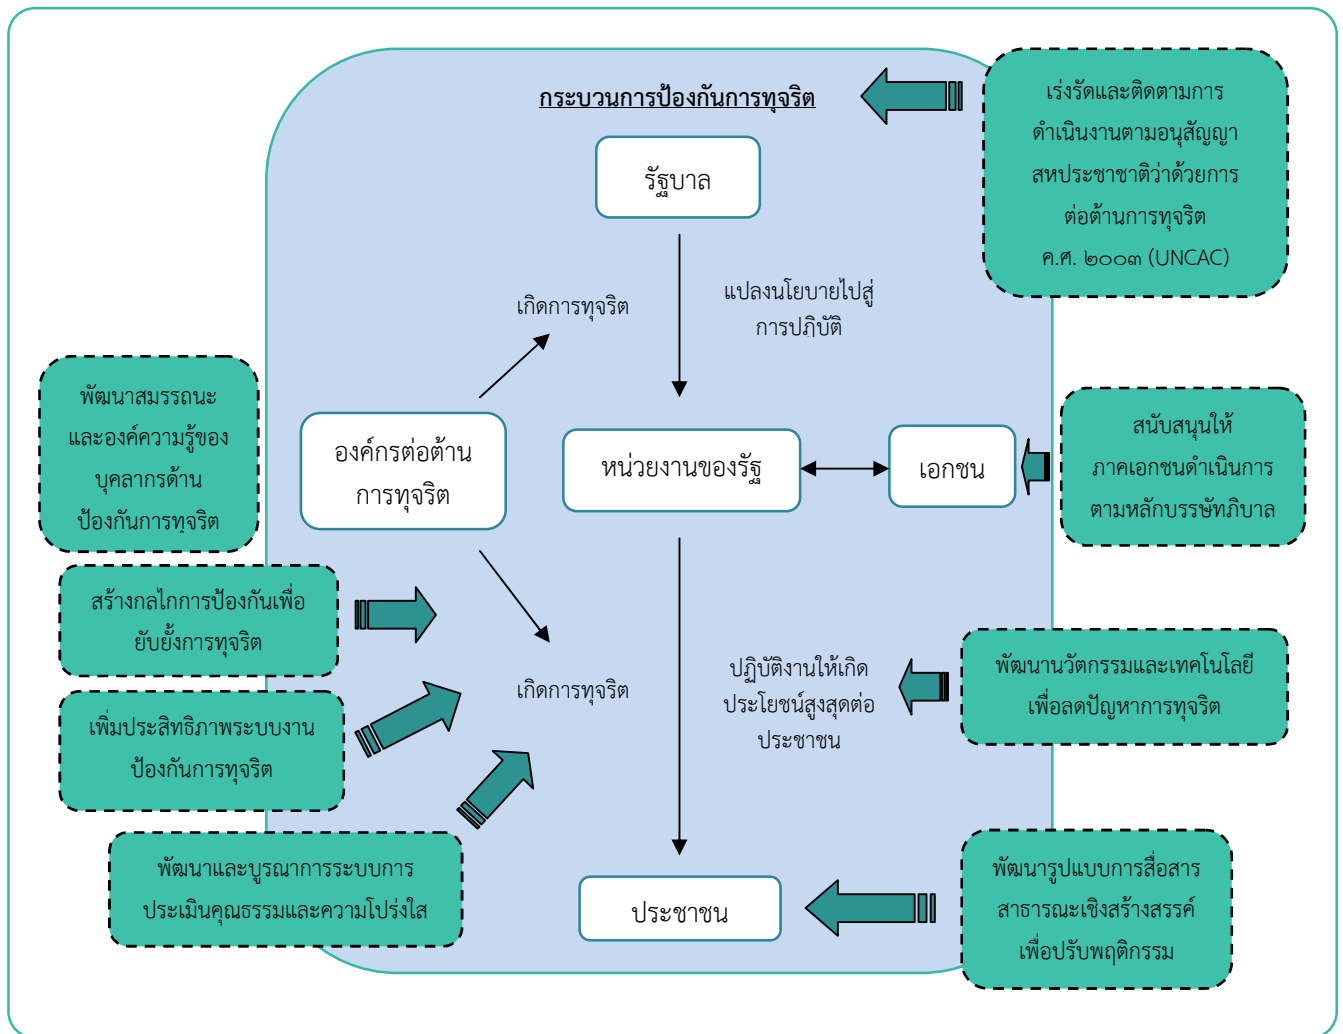 กระบวนการป้องกันการทุจริต
เร่งรัดและติดตามการ
ดำเนินงานตามอนุสัญญา
สหประชาชาติว่าด้วยการ
ต่อต้านการทุจริต
ค.ศ. ๒๐๐๓ (UNCAC)
รัฐบาล
เกิดการทุจริต
แปลงนโยบายไปสู่
การปฏิบัติ
พัฒนาสมรรถนะ
และองค์ความรู้ของ
บุคลากรด้าน
ป้องกันการทุจริต
องค์กรต่อต้าน
การทุจริต
หน่วยงานของรัฐ
เอกชน
สนับสนุนให้
ภาคเอกชนดำเนินการ
ตามหลักบรรษัทภิบาล
สร้างกลไกการป้องกันเพื่อ
ยับยั้งการทุจริต
เกิดการทุจริต
ปฏิบัติงานให้เกิด
ประโยชน์สูงสุดต่อ
ประชาชน
พัฒนานวัตกรรมและเทคโนโลยี
เพื่อลดปัญหาการทุจริต
เพิ่มประสิทธิภาพระบบงาน
ป้องกันการทุจริต
พัฒนาและบูรณาการระบบการ
ประเมินคุณธรรมและความโปร่งใส
ประชาชน
พัฒนารูปแบบการสื่อสาร
สาธารณะเชิงสร้างสรรค์
เพื่อปรับพฤติกรรม